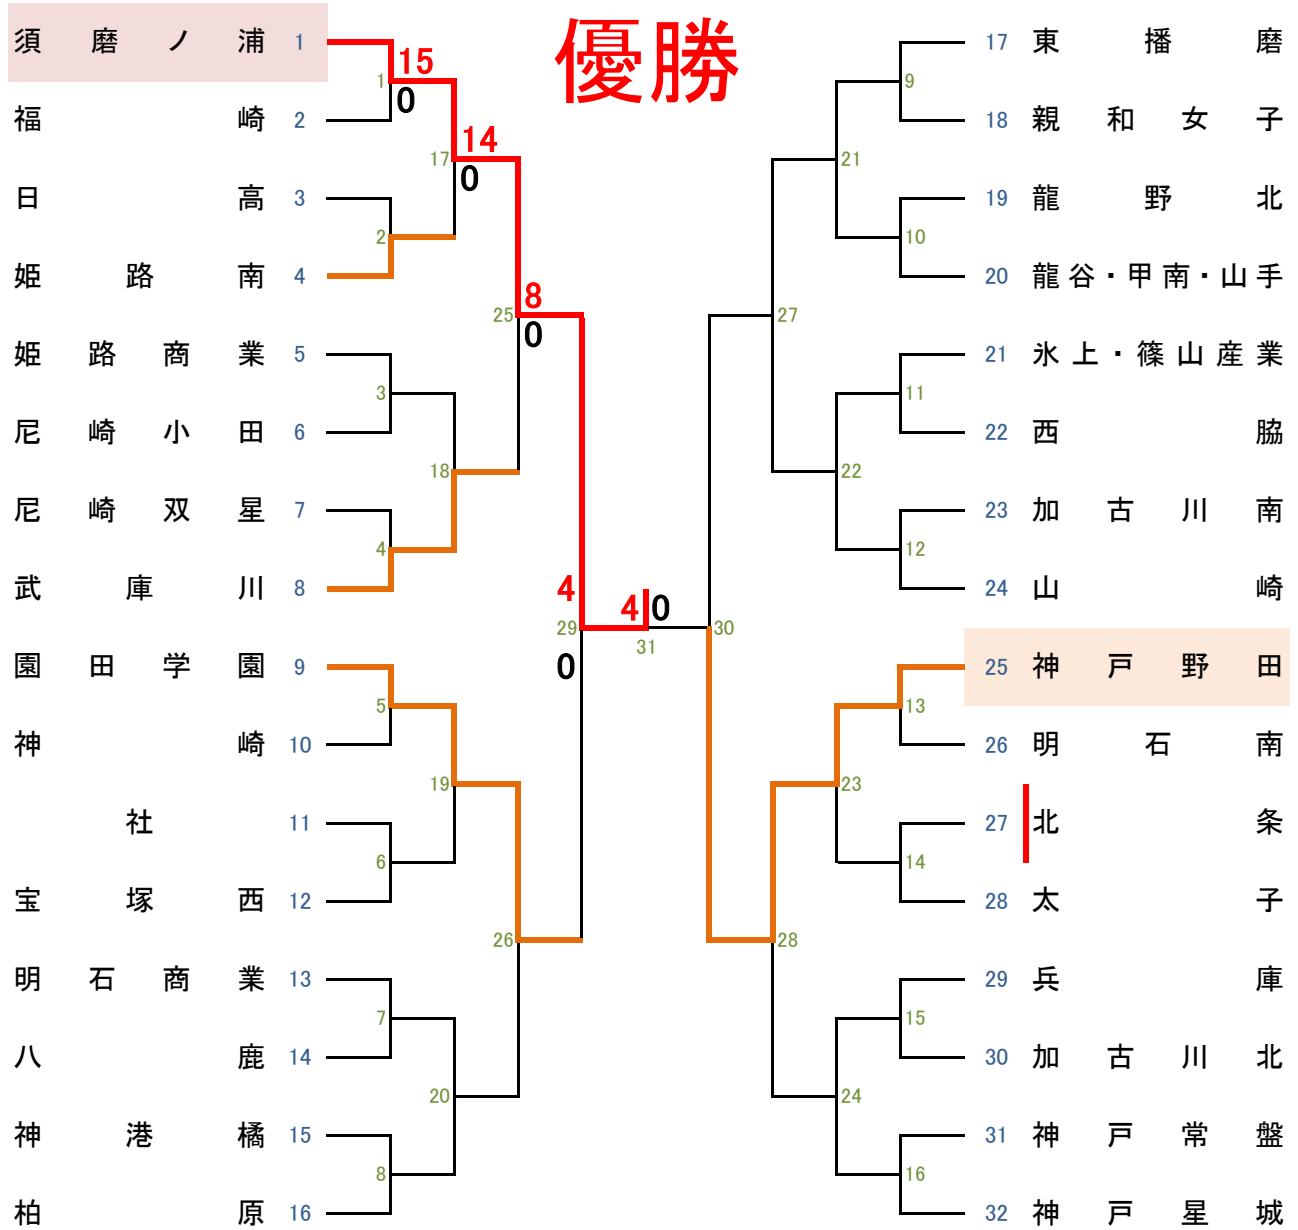 優勝
須磨ノ浦 1
福崎 2
日高 3
姫路南 4
姫路商業 5
尼崎小田 6
尼崎双星 7
武庫川 8
園田学園 9
神崎 10
社 11
宝塚西 12
明石商業 13
八鹿 14
神港橘 15
柏原 16
1
15
0
2
3
4
5
6
7
8
17
14
0
18
19
20
25
8
0
26
29
4
0
4 0
31
30
27
28
21
22
23
24
9
10
11
12
13
14
15
16
17 東播磨
18 親和女子
19 龍野北
20 龍谷・甲南・山手
21 氷上・篠山産業
22 西脇
23 加古川南
24 山崎
25 神戸野田
26 明石南
27 北条
28 太子
29 兵庫
30 加古川北
31 神戸常盤
32 神戸星城